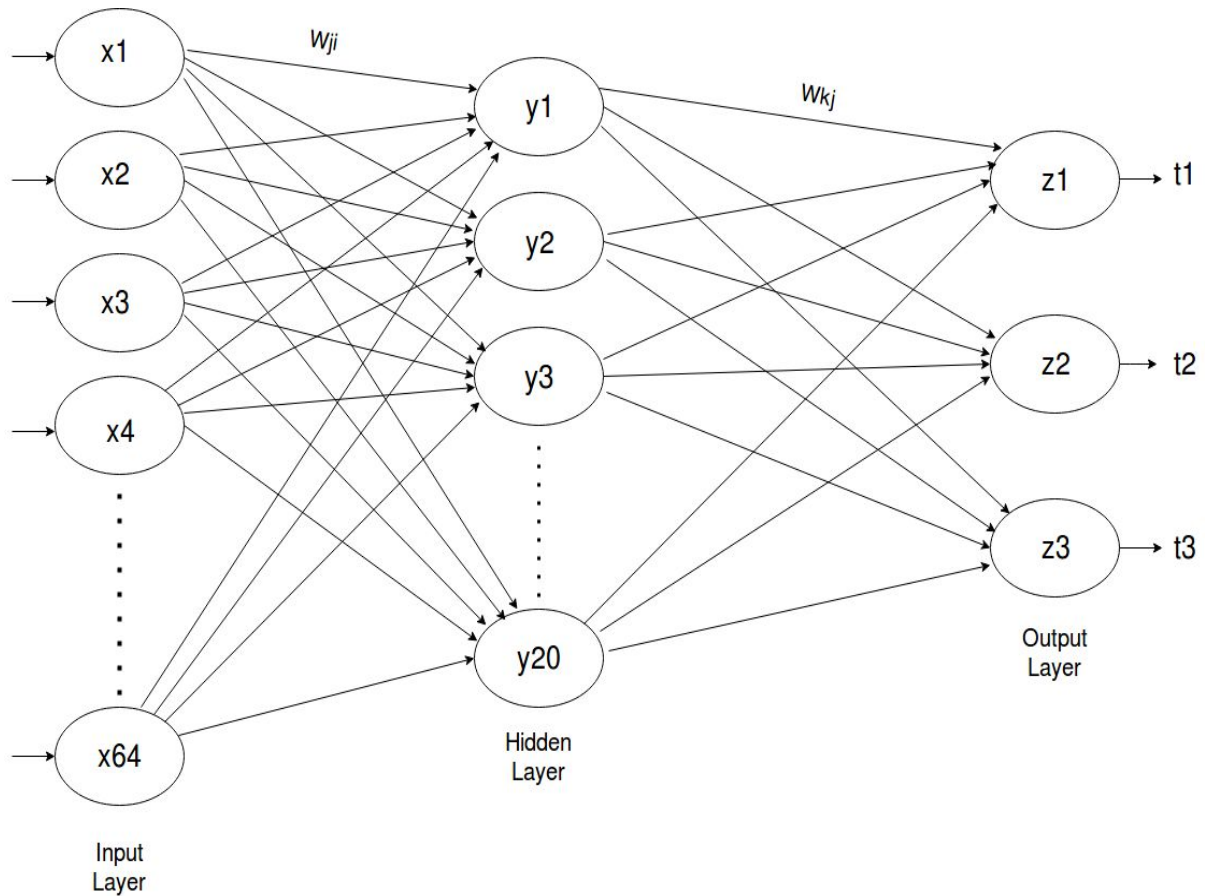 x1
Wji
y1
Wkj
x2
z1
t1
y2
x3
y3
z2
t2
x4
z3
t3
y20
Output
Layer
x64
Hidden
Layer
Input
Layer